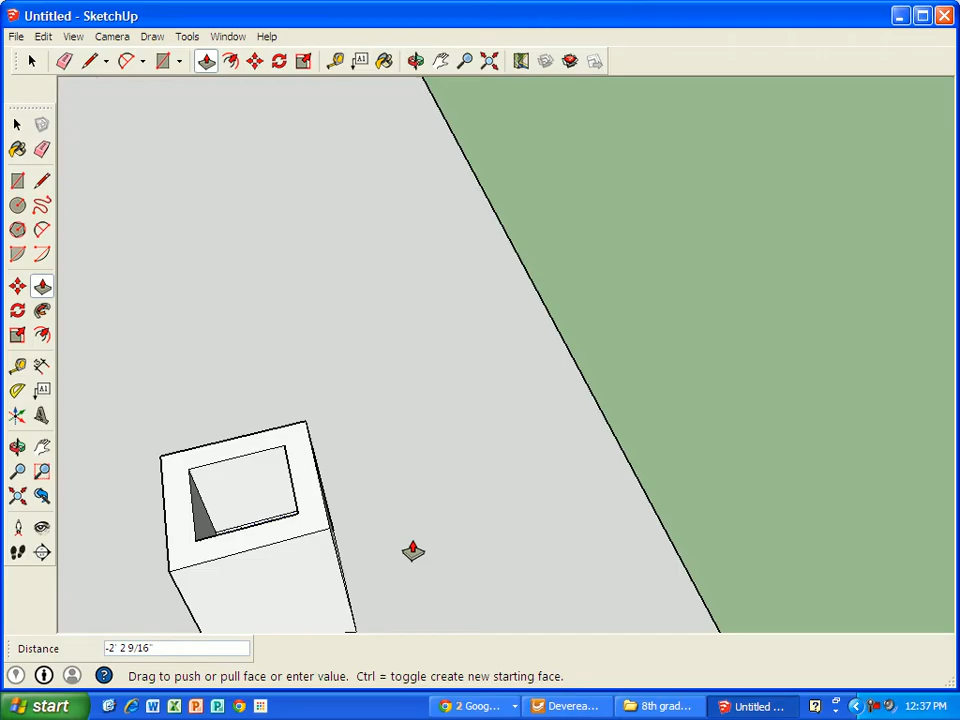 Untitled - SketchUp
File Edit View Camera Draw Tools Window Help
A1
A1
Distance -2' 2 9/16"
Drag to push or pull face or enter value. Ctrl = toggle create new starting face.
start
2 Goog...
Deverea...
8th grad...
Untitled ...
12:37 PM